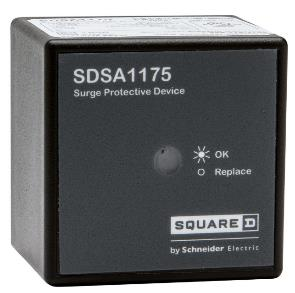 SDSA1175
Surge Protective Device
OK
Replace
SQUARE D
by Schneider Electric